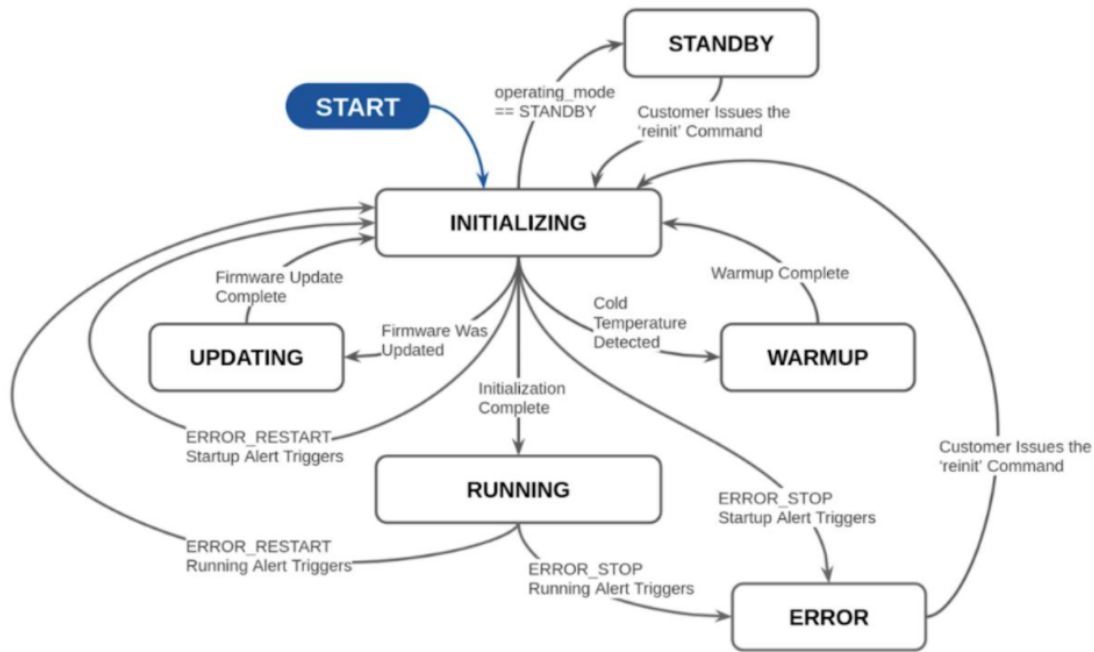 STANDBY
START
operating_mode
== STANDBY
Customer Issues the
'reinit' Command
INITIALIZING
Firmware Update
Complete
Warmup Complete
Cold
Temperature
Detected
Firmware Was
Updated
UPDATING
WARMUP
Initialization
Complete
ERROR_RESTART
Startup Alert Triggers
Customer Issues the
'reinit' Command
RUNNING
ERROR_STOP
Startup Alert Triggers
ERROR_RESTART
Running Alert Triggers
ERROR_STOP
Running Alert Triggers
ERROR